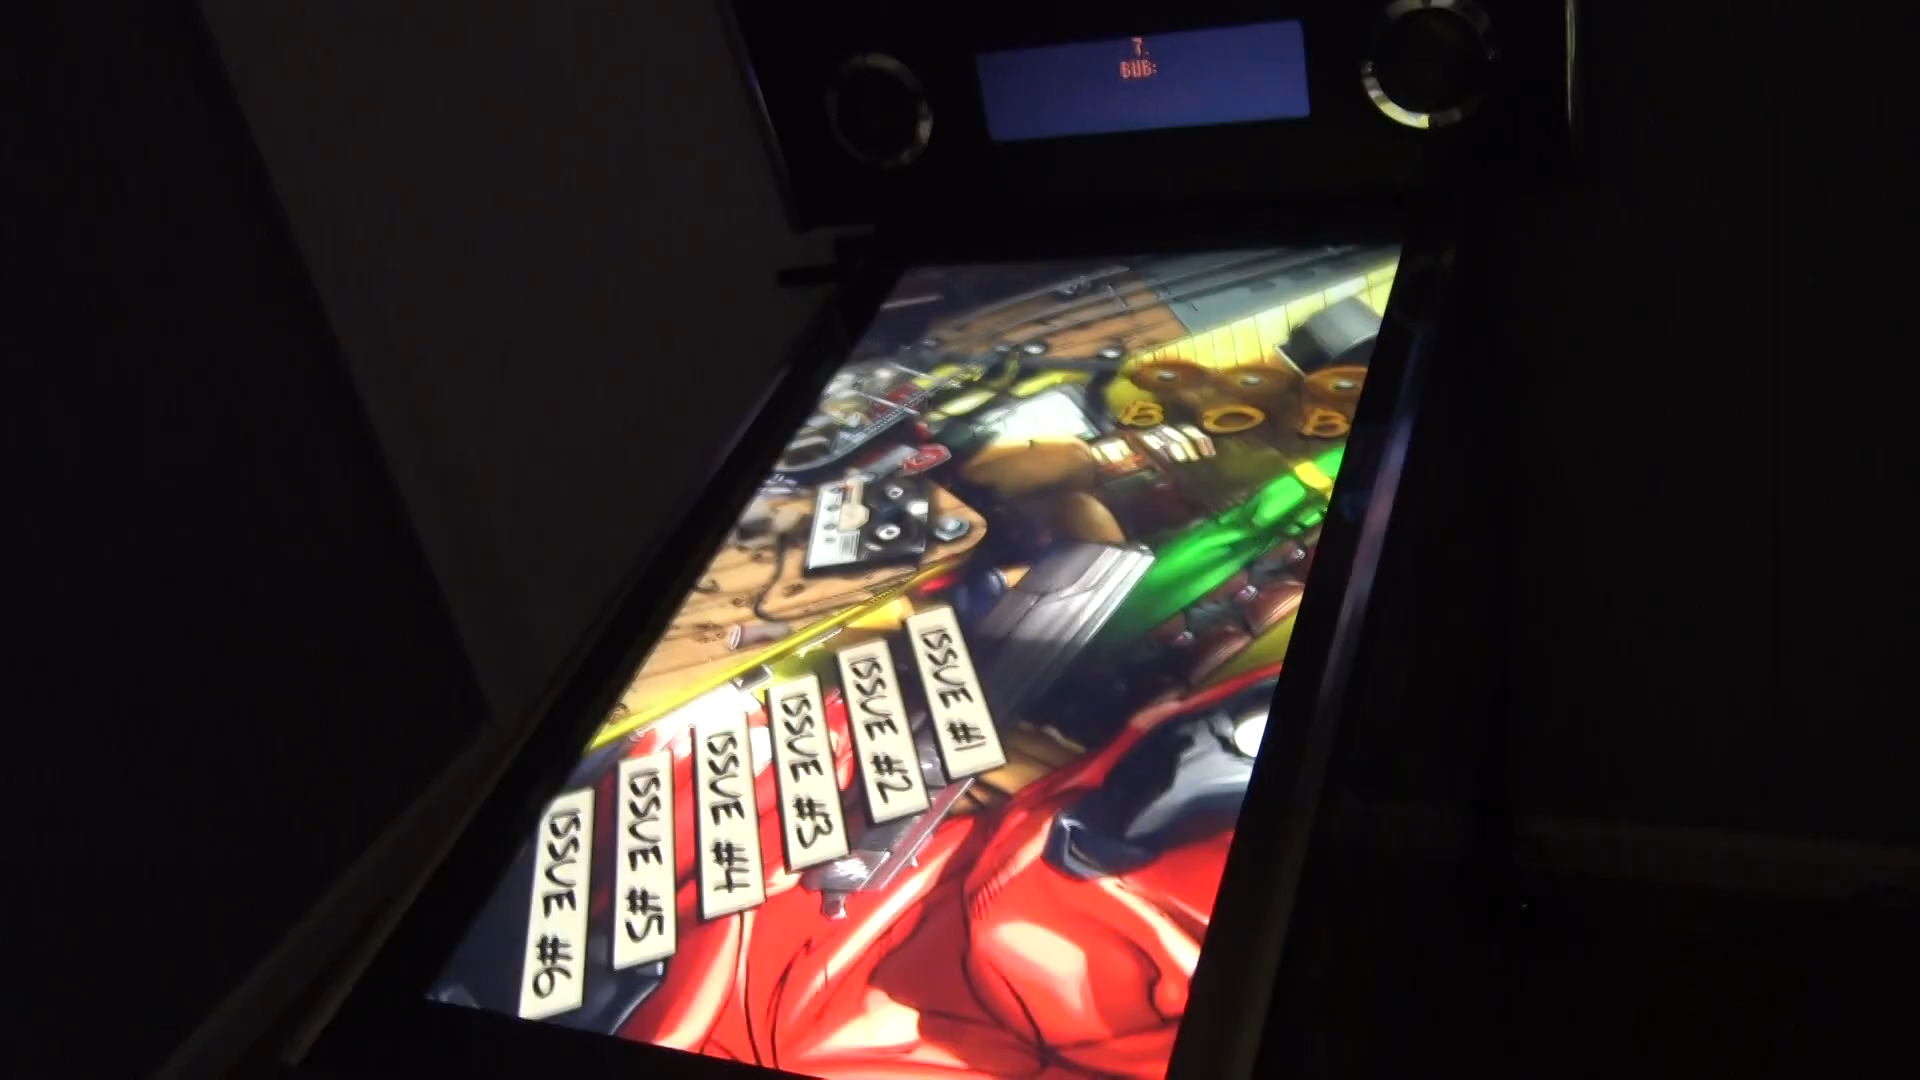 7.
BUB:
BOB
ISSUE #1
ISSUE #2
ISSUE #3
ISSUE #4
ISSUE #5
ISSUE #6